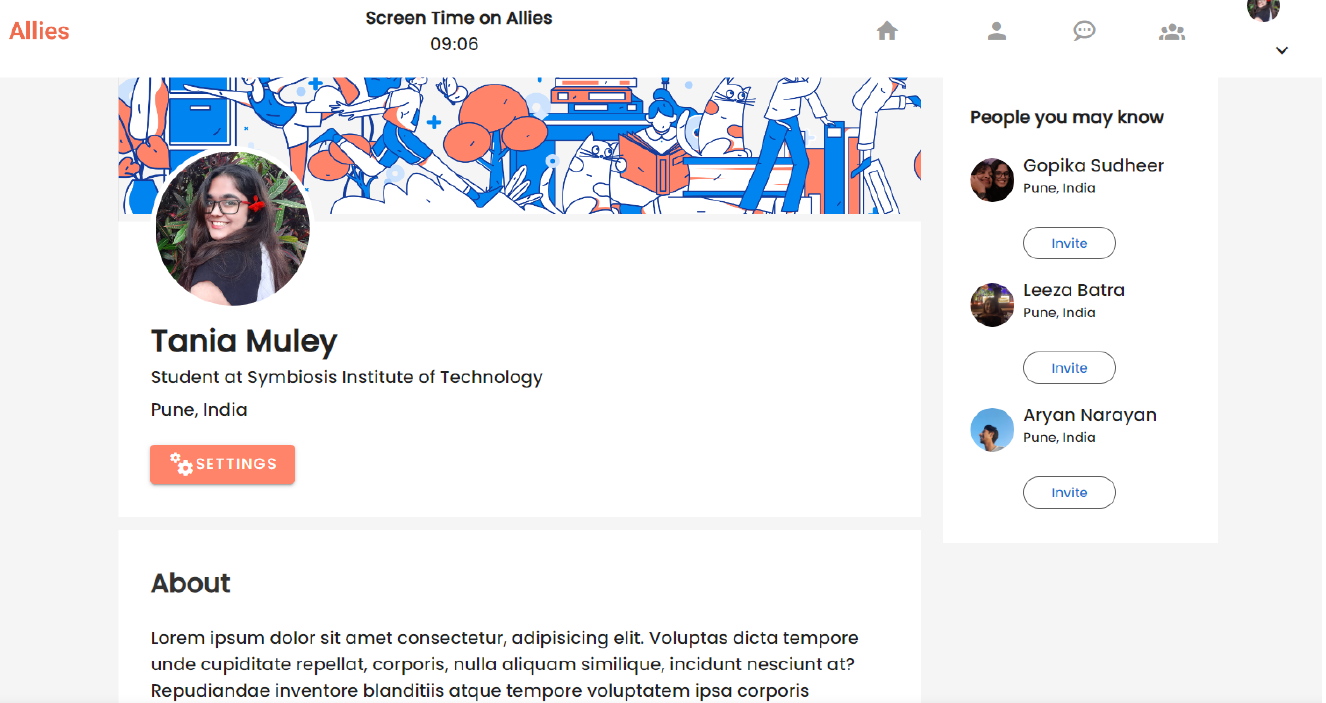 Allies
Screen Time on Allies
09:06
Tania Muley
Student at Symbiosis Institute of Technology
Pune, India
SETTINGS
About
Lorem ipsum dolor sit amet consectetur, adipisicing elit. Voluptas dicta tempore
unde cupiditate repellat, corporis, nulla aliquam similique, incidunt nesciunt at?
Repudiandae inventore blanditiis atque tempore voluptatem ipsa corporis
People you may know
Gopika Sudheer
Pune, India
Invite
Leeza Batra
Pune, India
Invite
Aryan Narayan
Pune, India
Invite